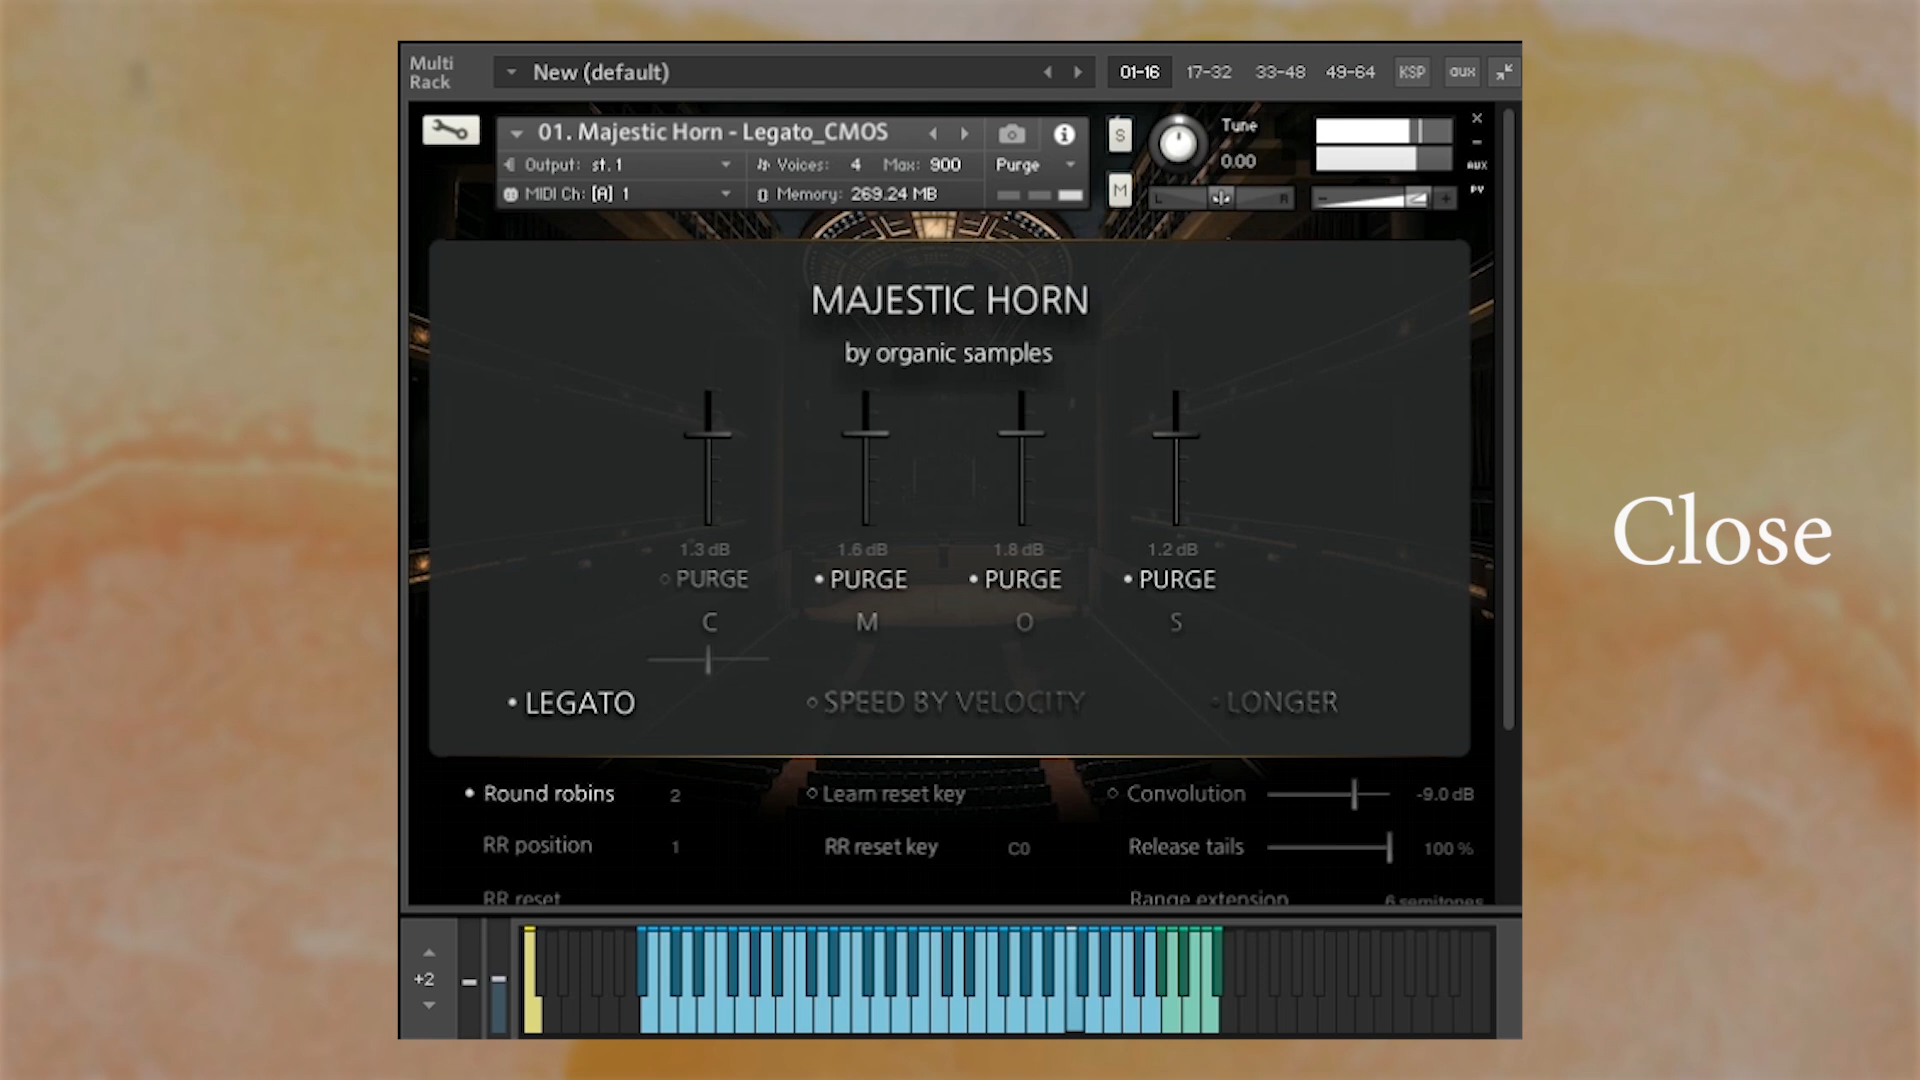 Multi
Rack
New (default)
01-16 17-32 33-48 49-64 KSP aux
01. Majestic Horn - Legato_CMOS
Output: st. 1 Voices: 4 Max: 900 Purge
MIDI Ch: [A] 1 Memory: 269.24 MB
S
M
Tune
0.00
L R
- +
AUX
PV
MAJESTIC HORN
by organic samples
1.3 dB 1.6 dB 1.8 dB 1.2 dB
PURGE PURGE PURGE PURGE
C M O S
LEGATO SPEED BY VELOCITY LONGER
Round robins 2 Learn reset key Convolution -9.0 dB
RR position 1 RR reset key C0 Release tails 100 %
RR reset Range extension 6 semitones
+2
Close